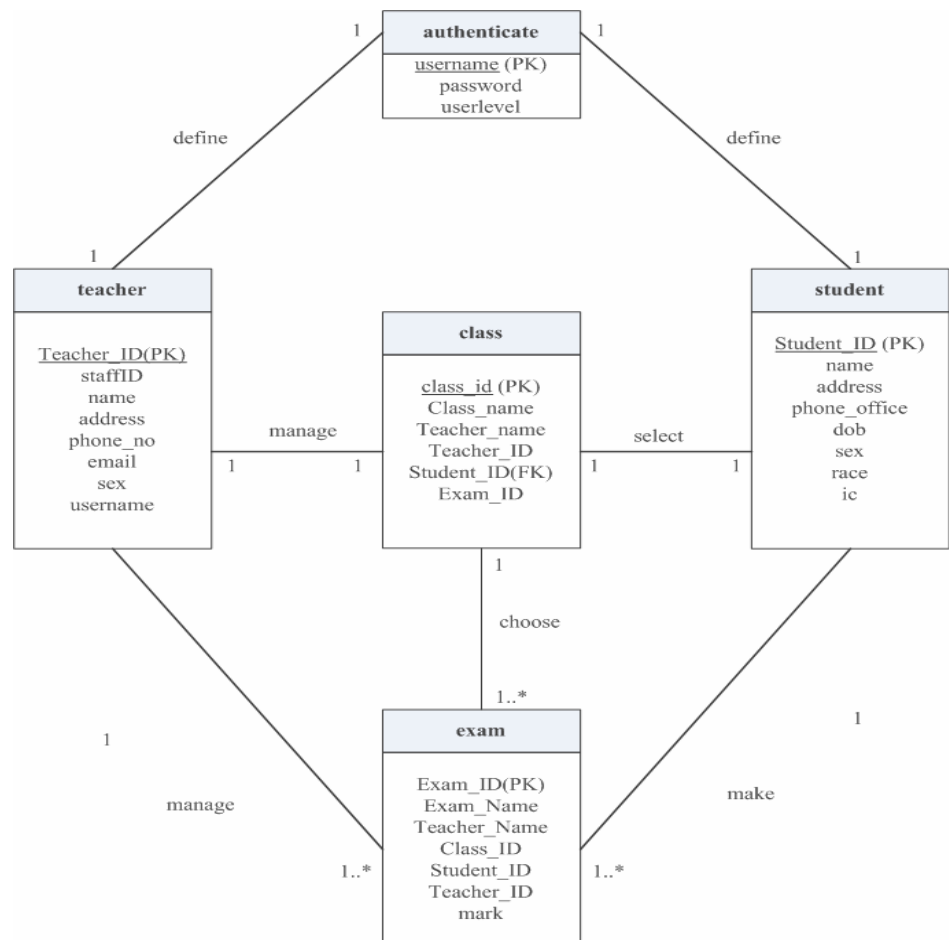 1
authenticate
1
username (PK)
password
userlevel
define
define
1
1
teacher
Teacher_ID(PK)
staffID
name
address
phone_no
email
sex
username
manage
1
1
class
class_id (PK)
Class_name
Teacher_name
Teacher_ID
Student_ID(FK)
Exam_ID
select
1
1
student
Student_ID (PK)
name
address
phone_office
dob
sex
race
ic
1
choose
1..*
1
manage
1..*
exam
Exam_ID(PK)
Exam_Name
Teacher_Name
Class_ID
Student_ID
Teacher_ID
mark
1
make
1..*